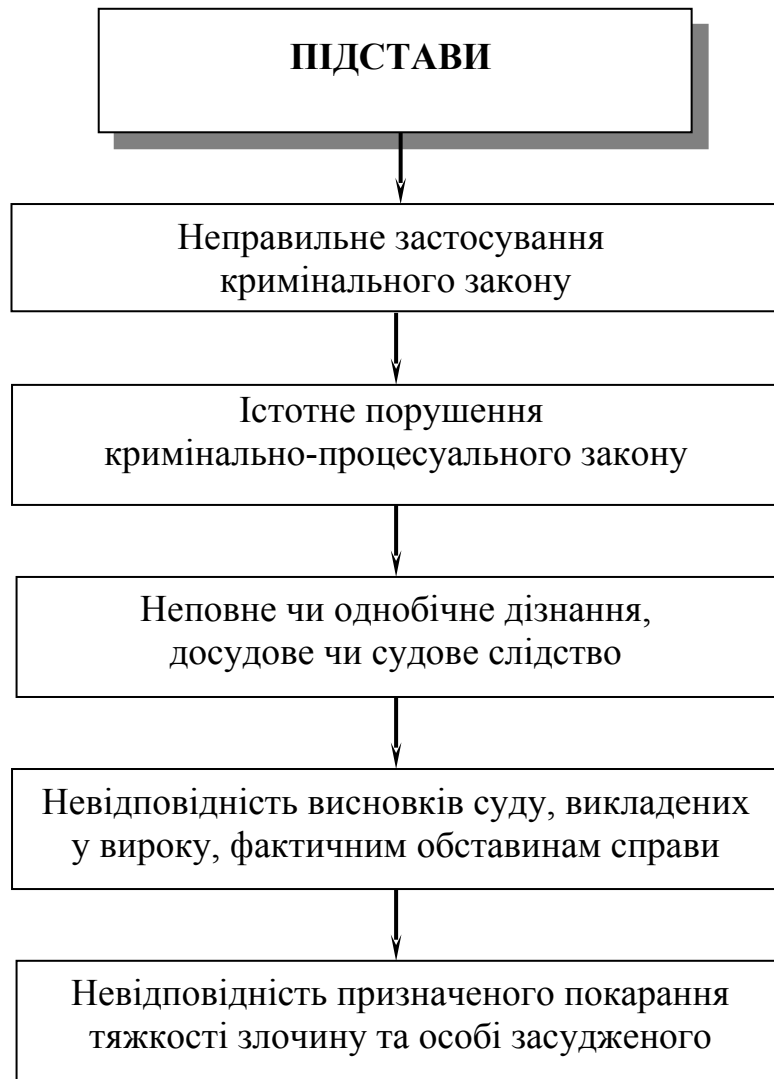 ПІДСТАВИ
Неправильне застосування
кримінального закону
Істотне порушення
кримінально-процесуального закону
Неповне чи однобічне дізнання,
досудове чи судове слідство
Невідповідність висновків суду, викладених
у вироку, фактичним обставинам справи
Невідповідність призначеного покарання
тяжкості злочину та особі засудженого